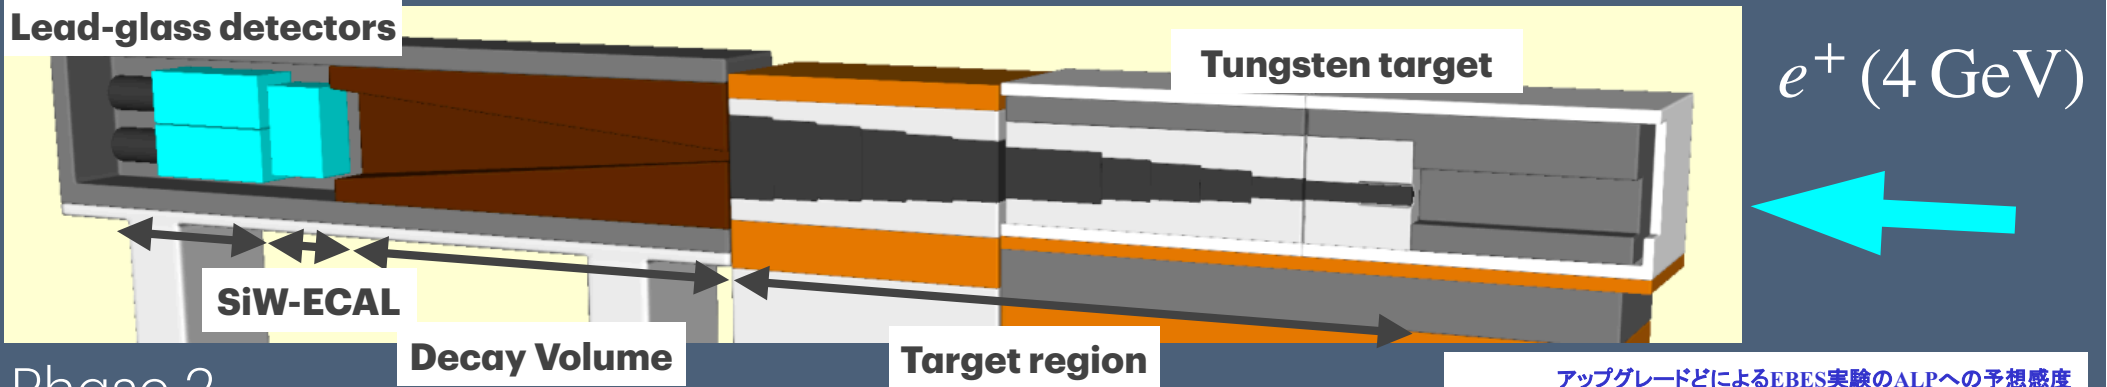 Lead-glass detectors
Tungsten target
e⁺ (4 GeV)
SiW-ECAL
Decay Volume
Target region
Phase 2
アップグレードどによるEBES実験のALPへの予想感度